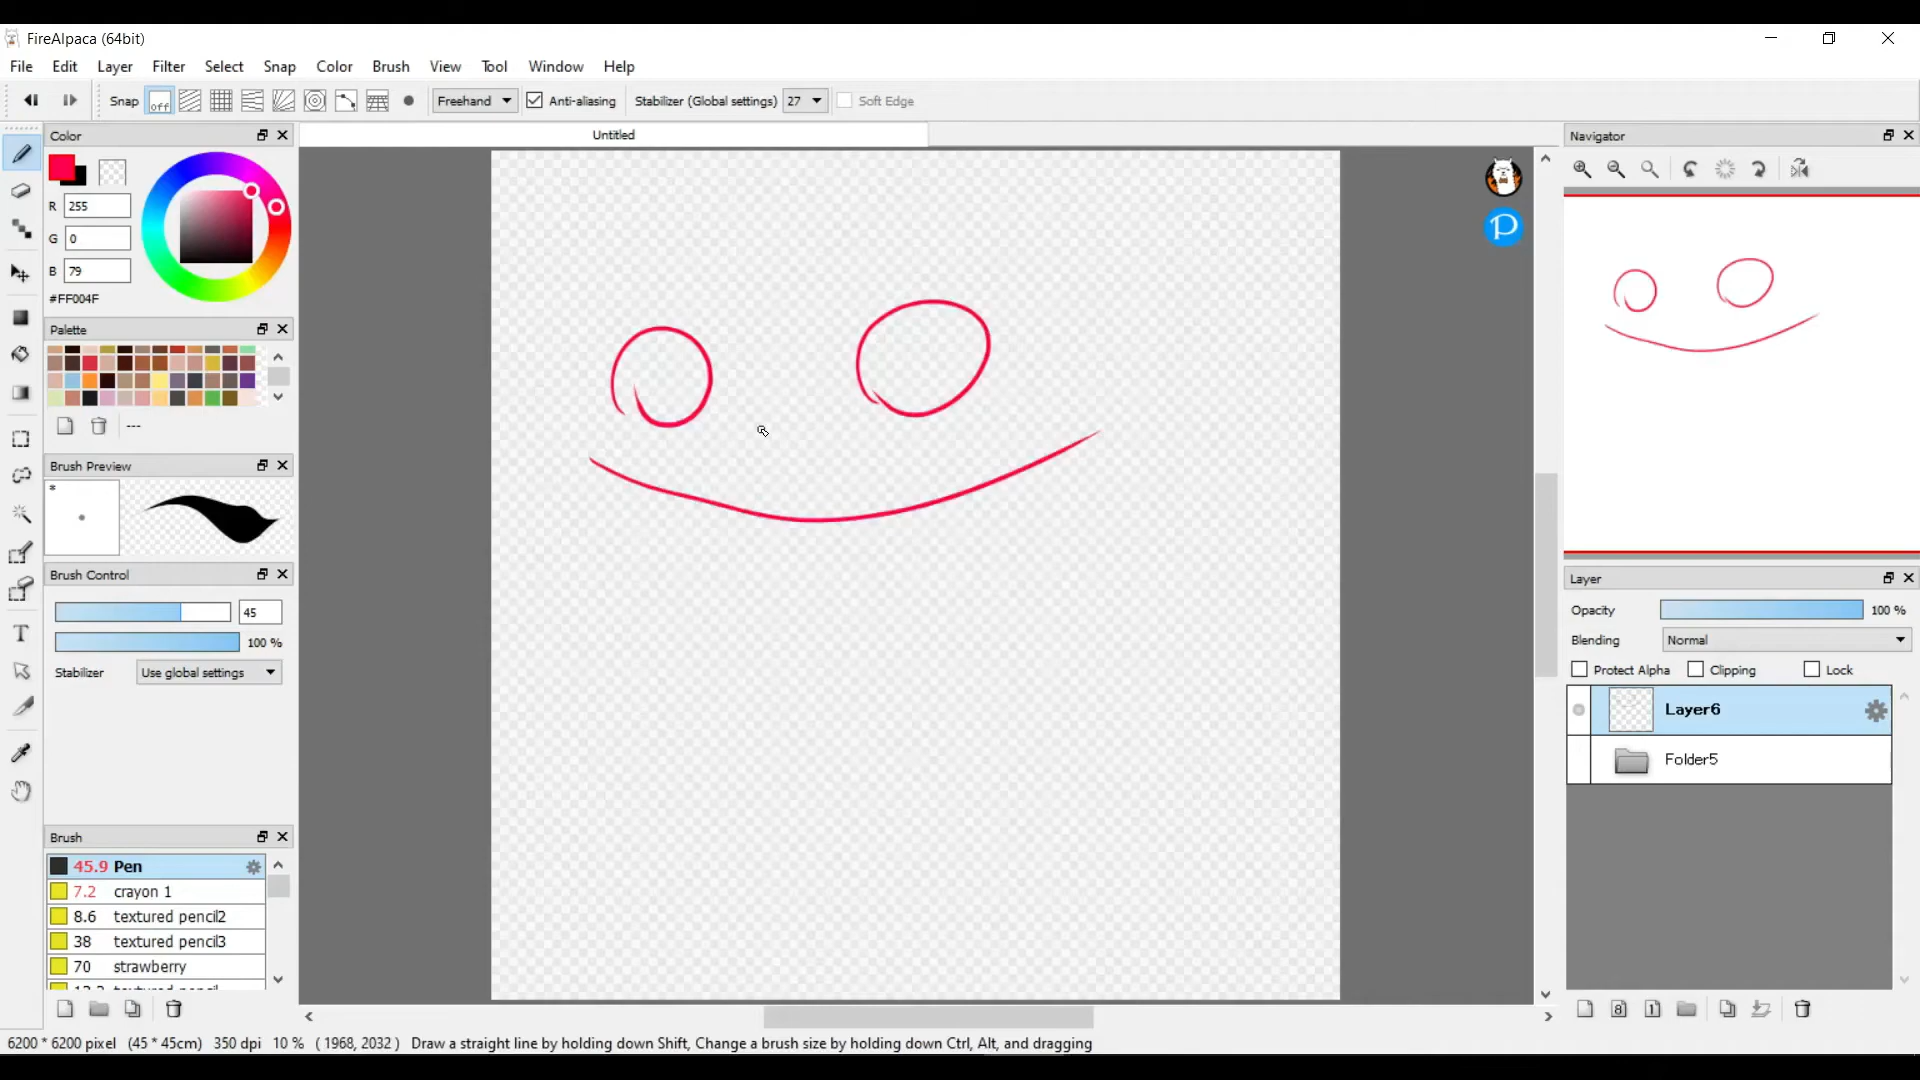 FireAlpaca (64bit)
File Edit Layer Filter Select Snap Color Brush View Tool Window Help
Snap off Freehand Anti-aliasing Stabilizer (Global settings) 27 Soft Edge
Untitled
Color
R 255
G 0
B 79
#FF004F
Palette
---
Brush Preview
*
Brush Control
45
100 %
Stabilizer Use global settings
Brush
45.9 Pen
7.2 crayon 1
8.6 textured pencil2
38 textured pencil3
70 strawberry
P
Navigator
Layer
Opacity 100 %
Blending Normal
Protect Alpha Clipping Lock
Layer6
Folder5
8 1
6200 * 6200 pixel (45 * 45cm) 350 dpi 10 % ( 1968, 2032 ) Draw a straight line by holding down Shift, Change a brush size by holding down Ctrl, Alt, and dragging